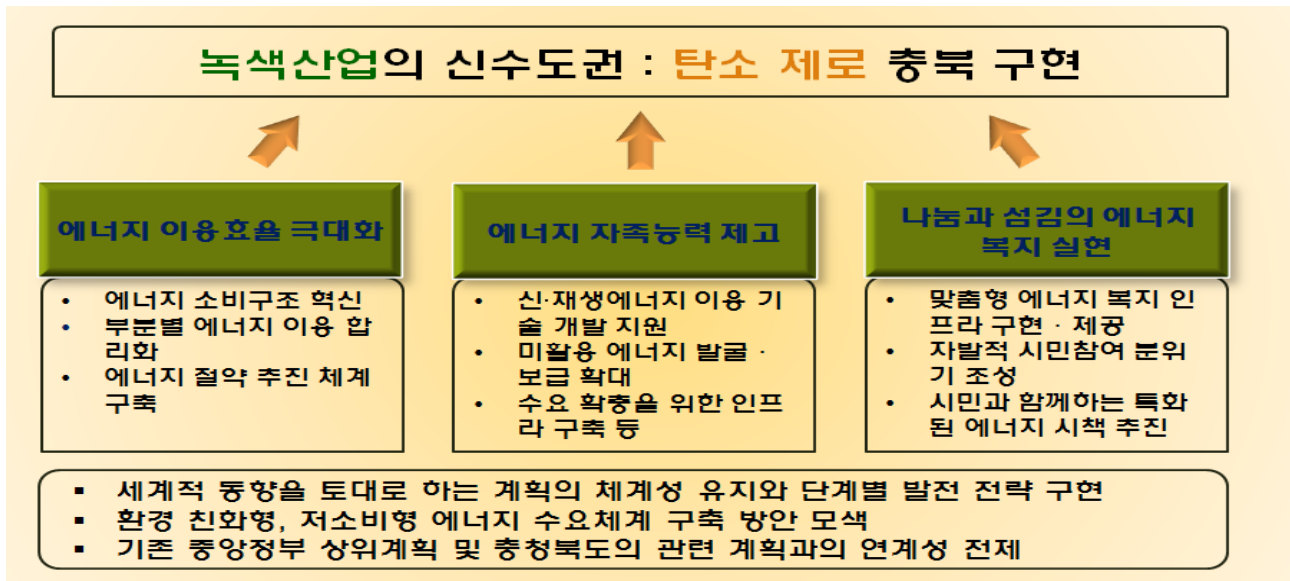 녹색산업의 신수도권 : 탄소 제로 충북 구현
에너지 이용효율 극대화
• 에너지 소비구조 혁신
• 부분별 에너지 이용 합
리화
• 에너지 절약 추진 체계
구축
에너지 자족능력 제고
• 신·재생에너지 이용 기
술 개발 지원
• 미활용 에너지 발굴 ·
보급 확대
• 수요 확충을 위한 인프
라 구축 등
나눔과 섬김의 에너지
복지 실현
• 맞춤형 에너지 복지 인
프라 구현 · 제공
• 자발적 시민참여 분위
기 조성
• 시민과 함께하는 특화
된 에너지 시책 추진
▪ 세계적 동향을 토대로 하는 계획의 체계성 유지와 단계별 발전 전략 구현
▪ 환경 친화형, 저소비형 에너지 수요체계 구축 방안 모색
▪ 기존 중앙정부 상위계획 및 충청북도의 관련 계획과의 연계성 전제